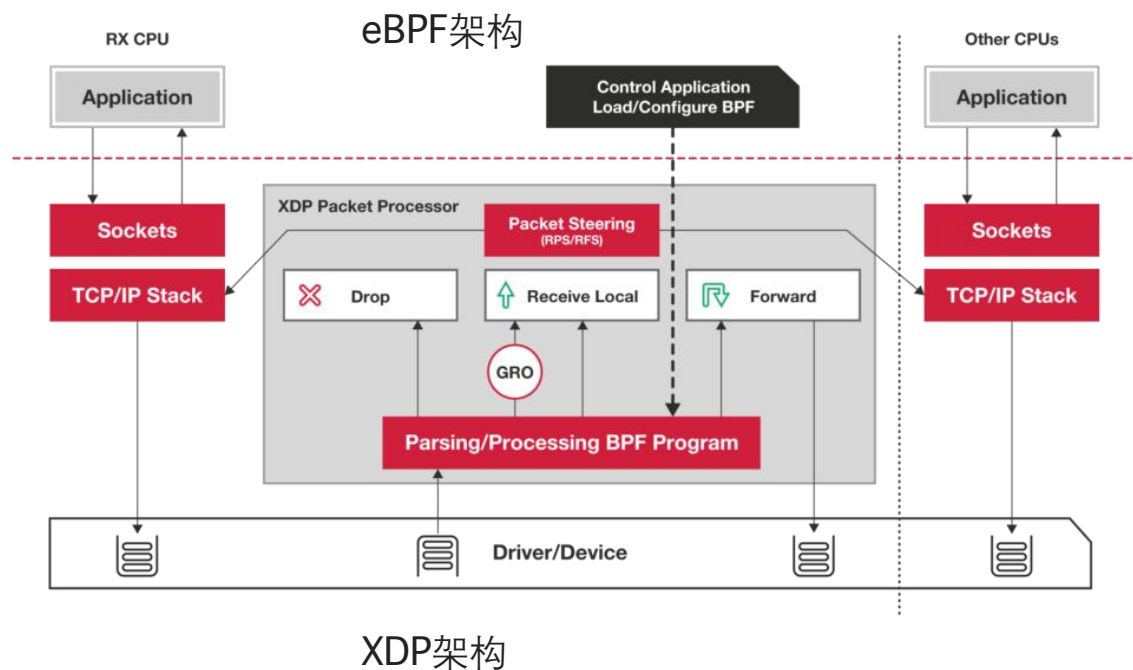 eBPF架构
RX CPU
Other CPUs
Application
Control Application
Load/Configure BPF
Application
XDP Packet Processor
Sockets
Packet Steering
(RPS/RFS)
Sockets
TCP/IP Stack
Drop
Receive Local
Forward
TCP/IP Stack
GRO
Parsing/Processing BPF Program
Driver/Device
XDP架构